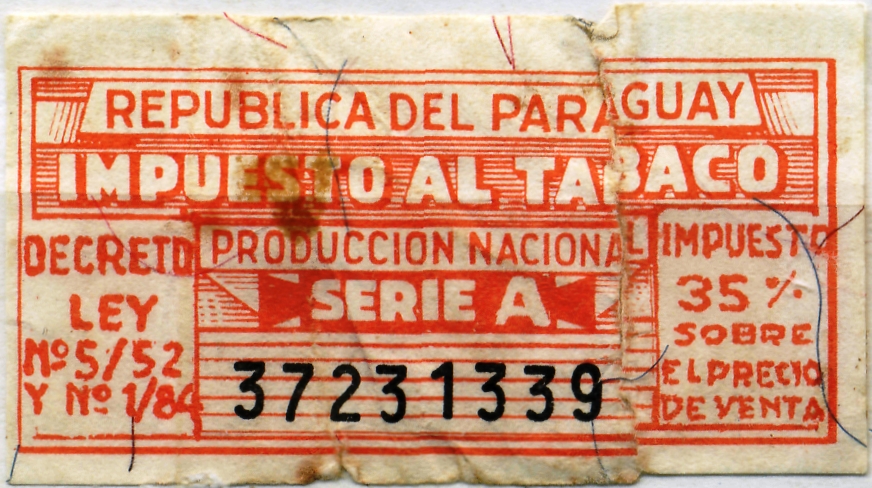 REPUBLICA DEL PARAGUAY
IMPUESTO AL TABACO
DECRETO
LEY
Nº 5/52
Y Nº 1/84
PRODUCCION NACIONAL
SERIE A
37231339
IMPUESTO
35 %
SOBRE
EL PRECIO
DE VENTA